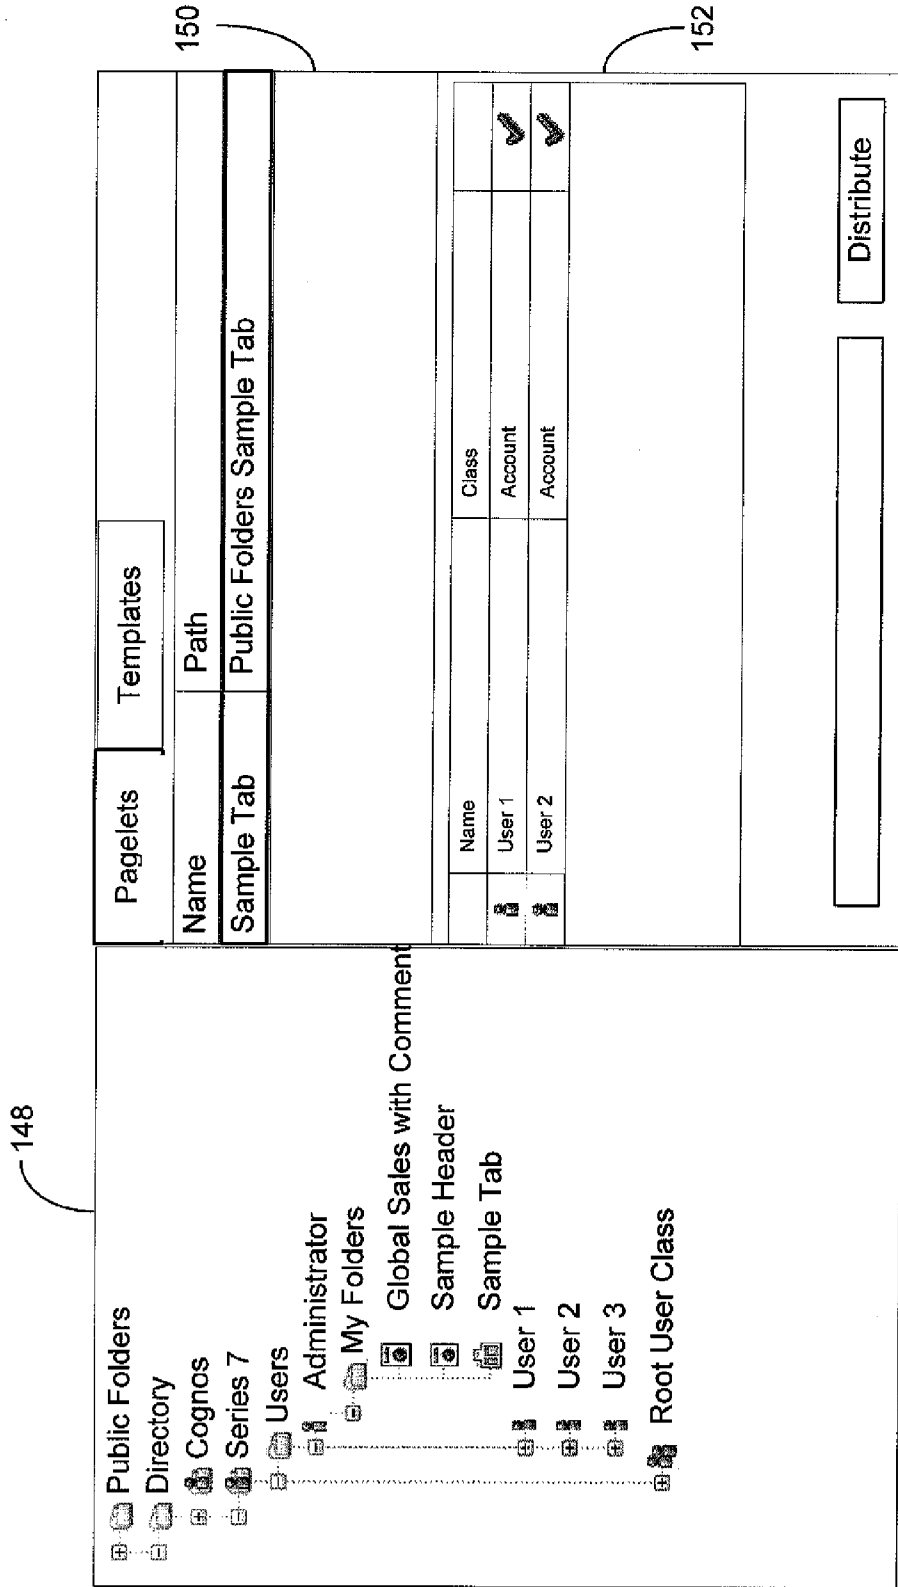 148
Public Folders
Directory
Cognos
Series 7
Users
Administrator
My Folders
Global Sales with Comment
Sample Header
Sample Tab
User 1
User 2
User 3
Root User Class
150
Pagelets Templates
Name Path
Sample Tab Public Folders Sample Tab
152
Name Class
User 1 Account
User 2 Account
Distribute